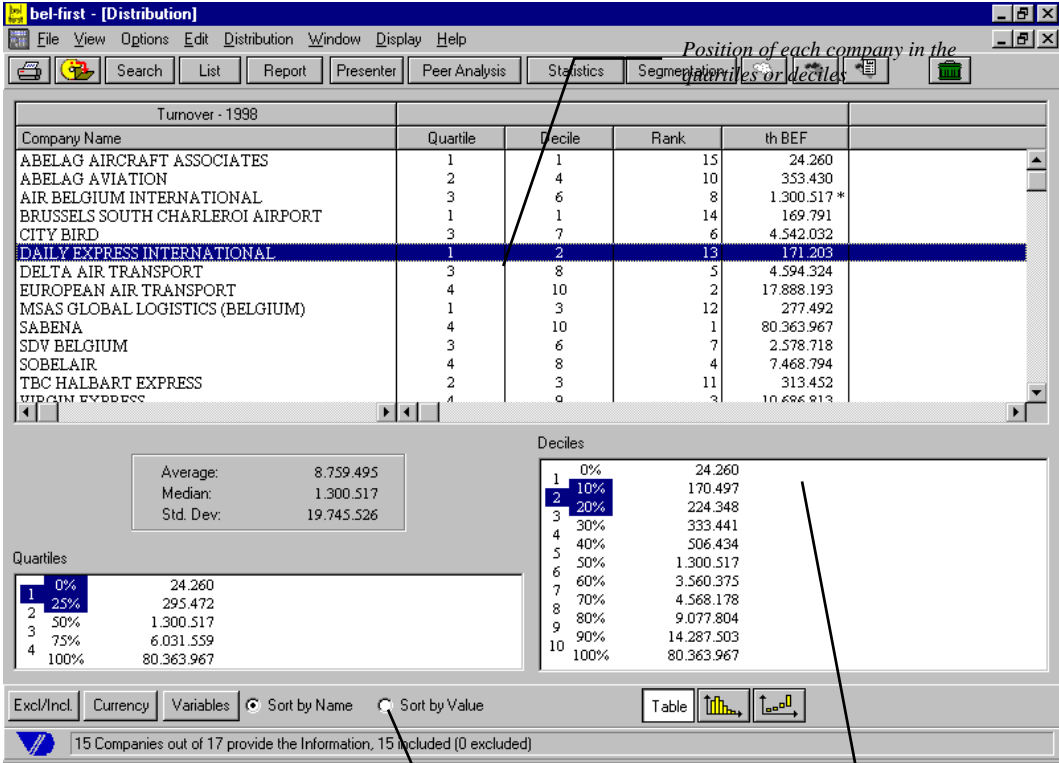 bel-first - [Distribution]
File View Options Edit Distribution Window Display Help
Position of each company in the
quartiles or deciles
Search List Report Presenter Peer Analysis Statistics Segmentation
Turnover - 1998
Company Name Quartile Decile Rank th BEF
ABELAG AIRCRAFT ASSOCIATES 1 1 15 24.260
ABELAG AVIATION 2 4 10 353.430
AIR BELGIUM INTERNATIONAL 3 6 8 1.300.517 *
BRUSSELS SOUTH CHARLEROI AIRPORT 1 1 14 169.791
CITY BIRD 3 7 6 4.542.032
DAILY EXPRESS INTERNATIONAL 1 2 13 171.203
DELTA AIR TRANSPORT 3 8 5 4.594.324
EUROPEAN AIR TRANSPORT 4 10 2 17.888.193
MSAS GLOBAL LOGISTICS (BELGIUM) 1 3 12 277.492
SABENA 4 10 1 80.363.967
SDV BELGIUM 3 6 7 2.578.718
SOBELAIR 4 8 4 7.468.794
TBC HALBART EXPRESS 2 3 11 313.452
VIRGIN EXPRESS 4 9 3 10.686.813
Average: 8.759.495
Median: 1.300.517
Std. Dev: 19.745.526
Quartiles
1 2 3 4
0% 24.260
25% 295.472
50% 1.300.517
75% 6.031.559
100% 80.363.967
Deciles
1 2 3 4 5 6 7 8 9 10
0% 24.260
10% 170.497
20% 224.348
30% 333.441
40% 506.434
50% 1.300.517
60% 3.560.375
70% 4.568.178
80% 9.077.804
90% 14.287.503
100% 80.363.967
Excl/Incl. Currency Variables Sort by Name Sort by Value Table
15 Companies out of 17 provide the Information, 15 included (0 excluded)